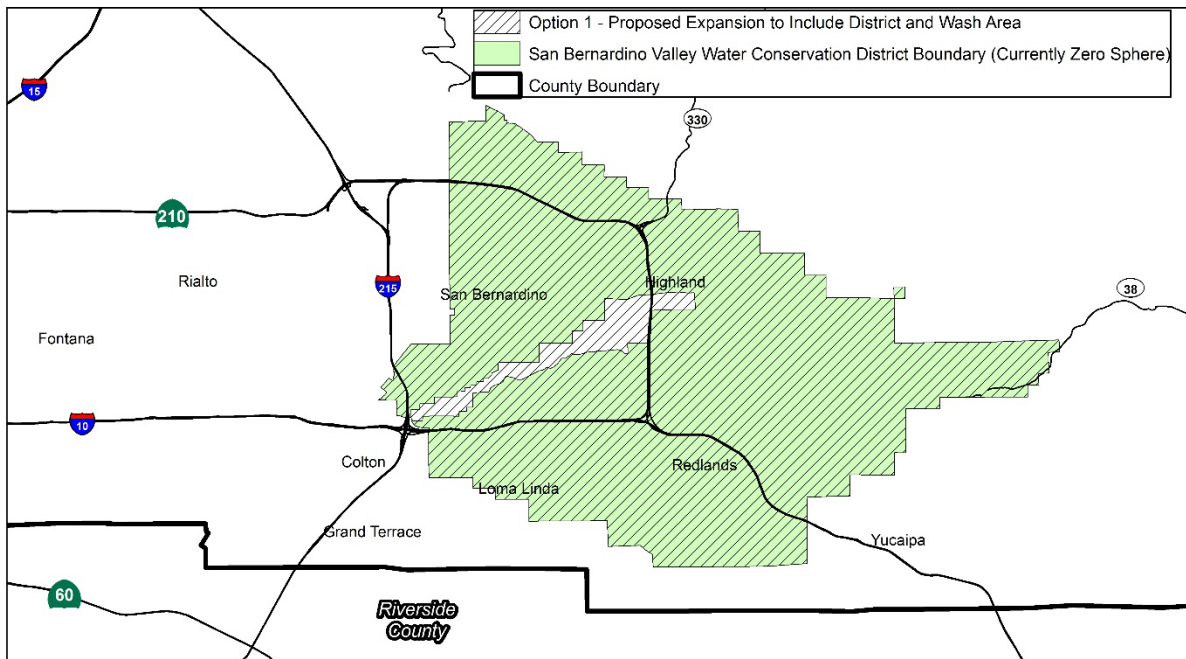 Option 1 - Proposed Expansion to Include District and Wash Area
San Bernardino Valley Water Conservation District Boundary (Currently Zero Sphere)
County Boundary
15
330
210
Rialto
215
San Bernardino
Highland
38
Fontana
10
Colton
Loma Linda
Redlands
Grand Terrace
Yucaipa
60
Riverside
County